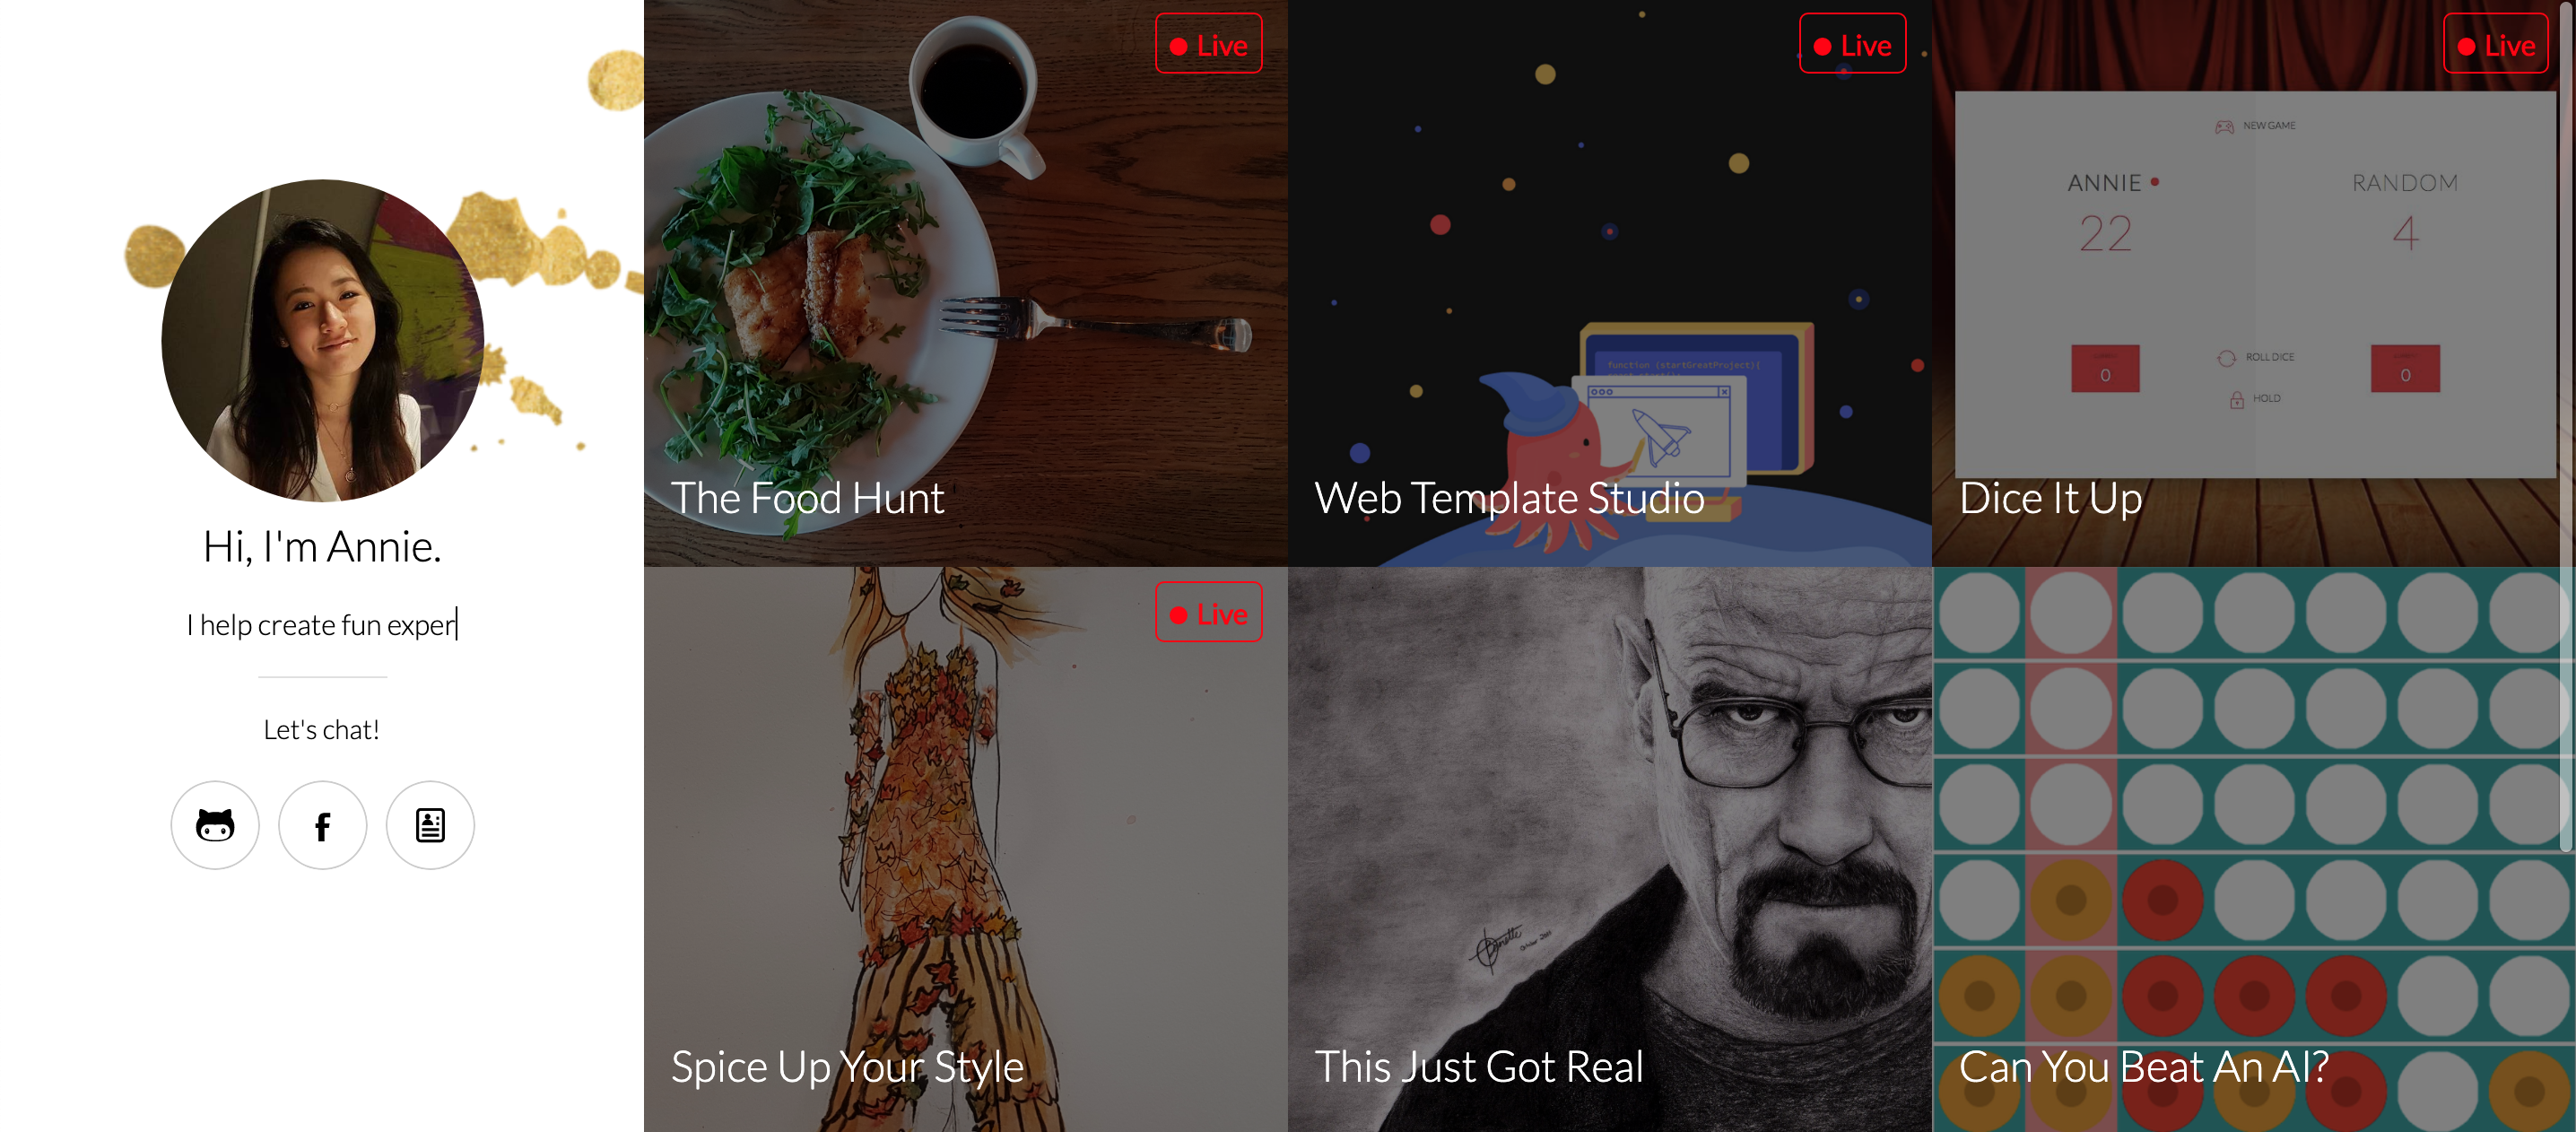 Hi, I'm Annie.
I help create fun exper
Let's chat!
Live
The Food Hunt
Live
function (startGreatProject){
Web Template Studio
Live
NEW GAME
ANNIE
RANDOM
22
4
ROLL DICE
0
0
HOLD
Dice It Up
Live
Spice Up Your Style
This Just Got Real
Can You Beat An AI?